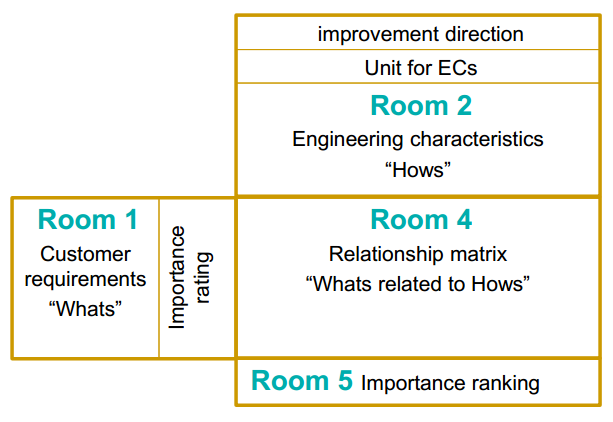 improvement direction
Unit for ECs
Room 2
Engineering characteristics
“Hows”
Room 1
Customer
requirements
“Whats”
Importance
rating
Room 4
Relationship matrix
“Whats related to Hows”
Room 5 Importance ranking